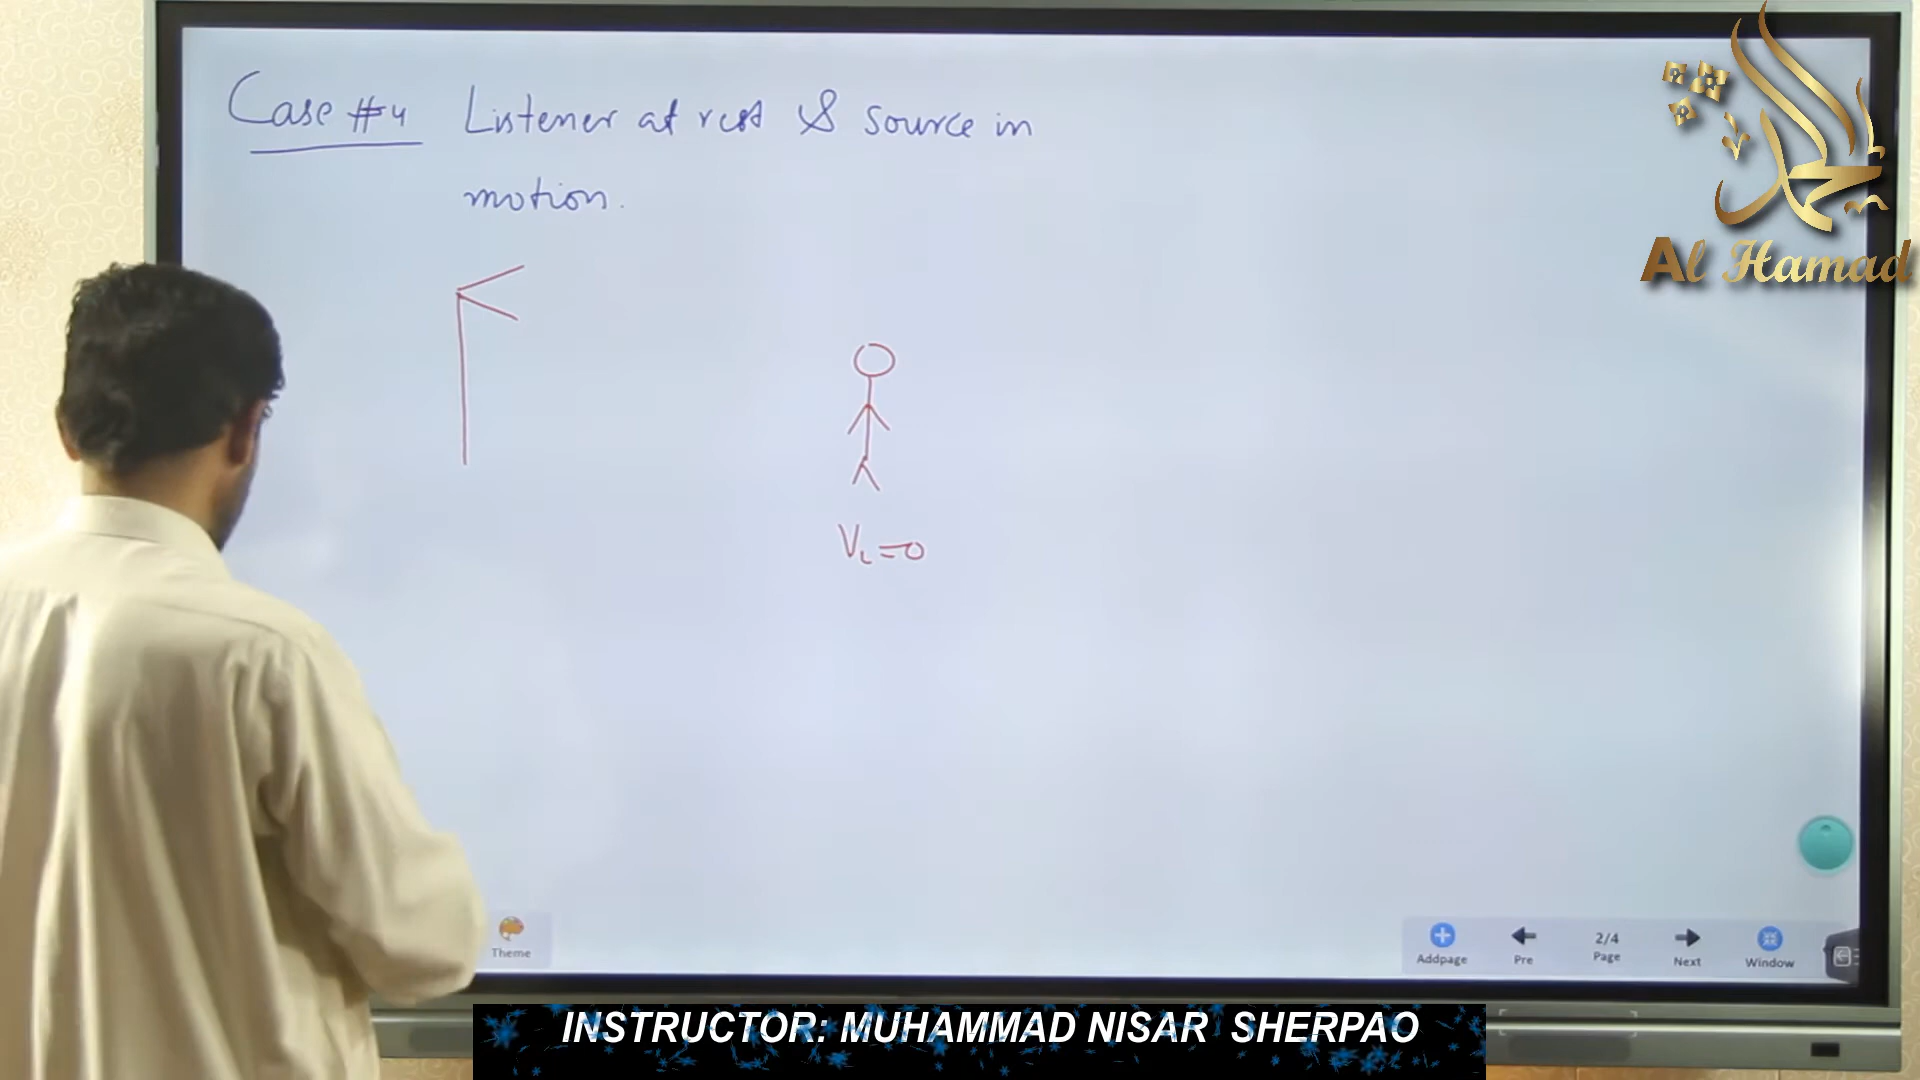 Case #4 Listener at rest & source in
motion.
V_L=0
Al Hamad
Theme
Addpage
Pre
2/4
Page
Next
Window
INSTRUCTOR: MUHAMMAD NISAR SHERPAO